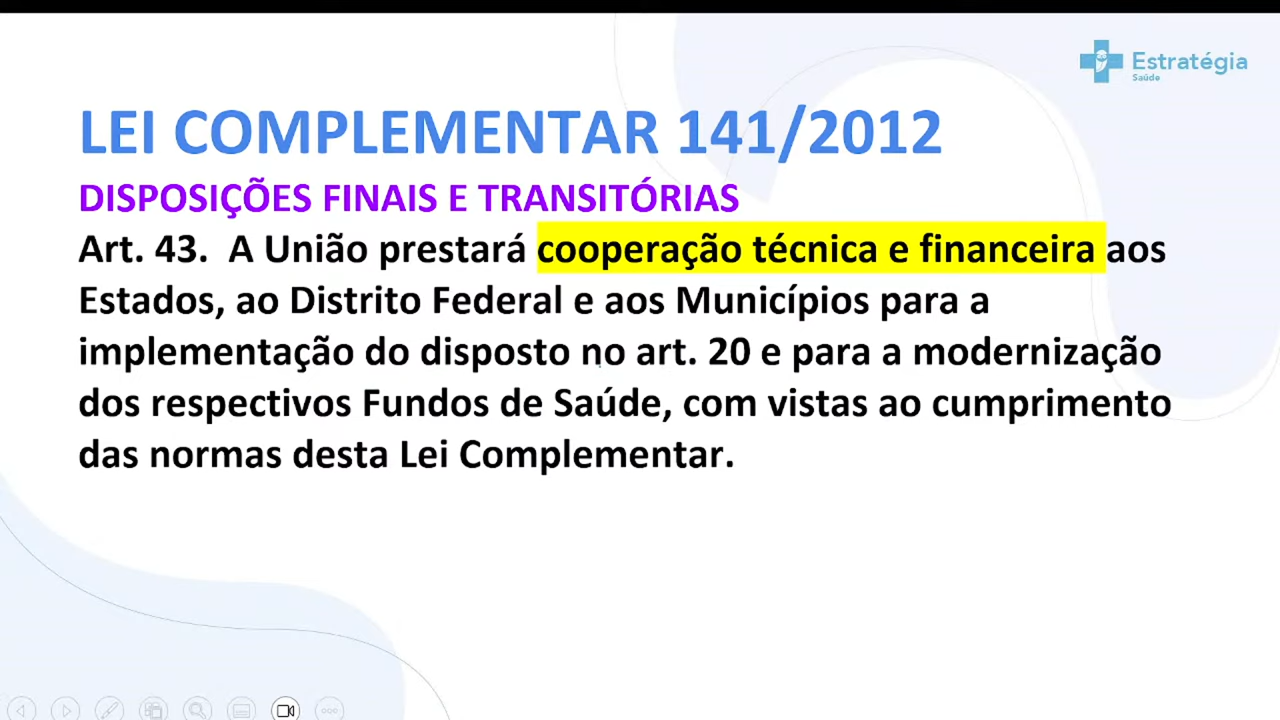 Estratégia
Saúde
LEI COMPLEMENTAR 141/2012
DISPOSIÇÕES FINAIS E TRANSITÓRIAS
Art. 43. A União prestará cooperação técnica e financeira aos
Estados, ao Distrito Federal e aos Municípios para a
implementação do disposto no art. 20 e para a modernização
dos respectivos Fundos de Saúde, com vistas ao cumprimento
das normas desta Lei Complementar.